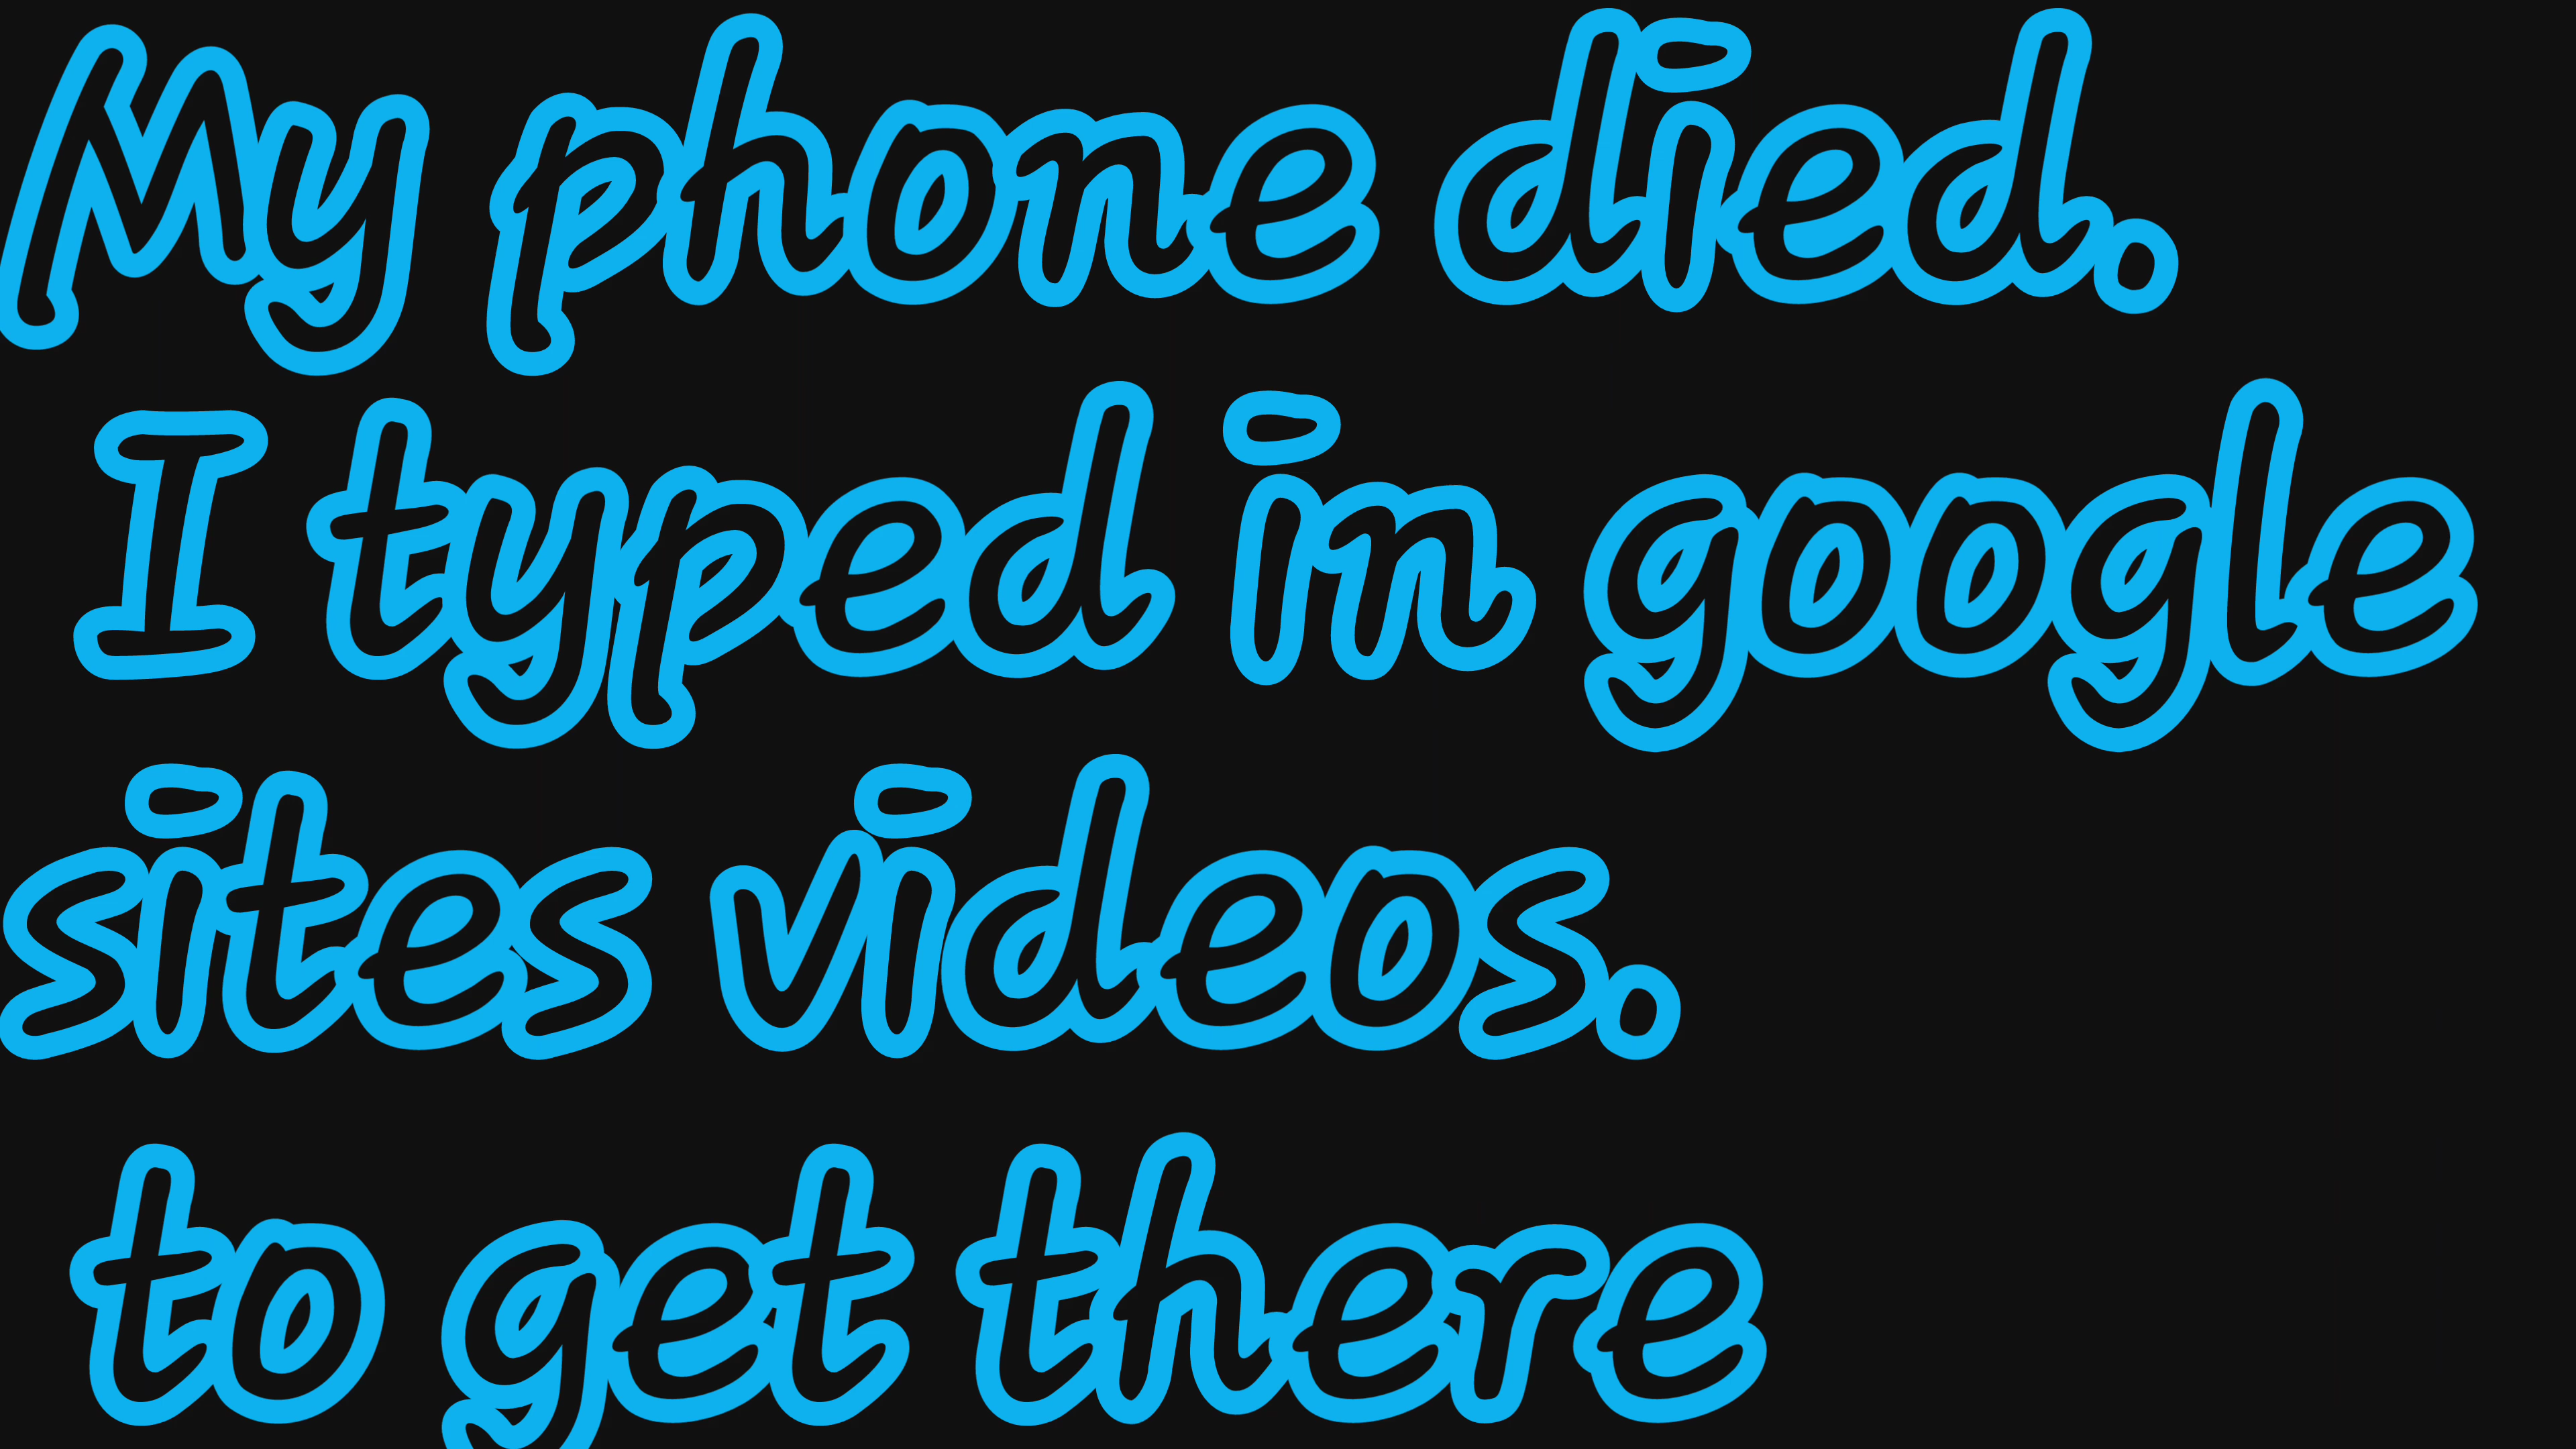 My phone died.
I typed in google
sites videos.
to get there